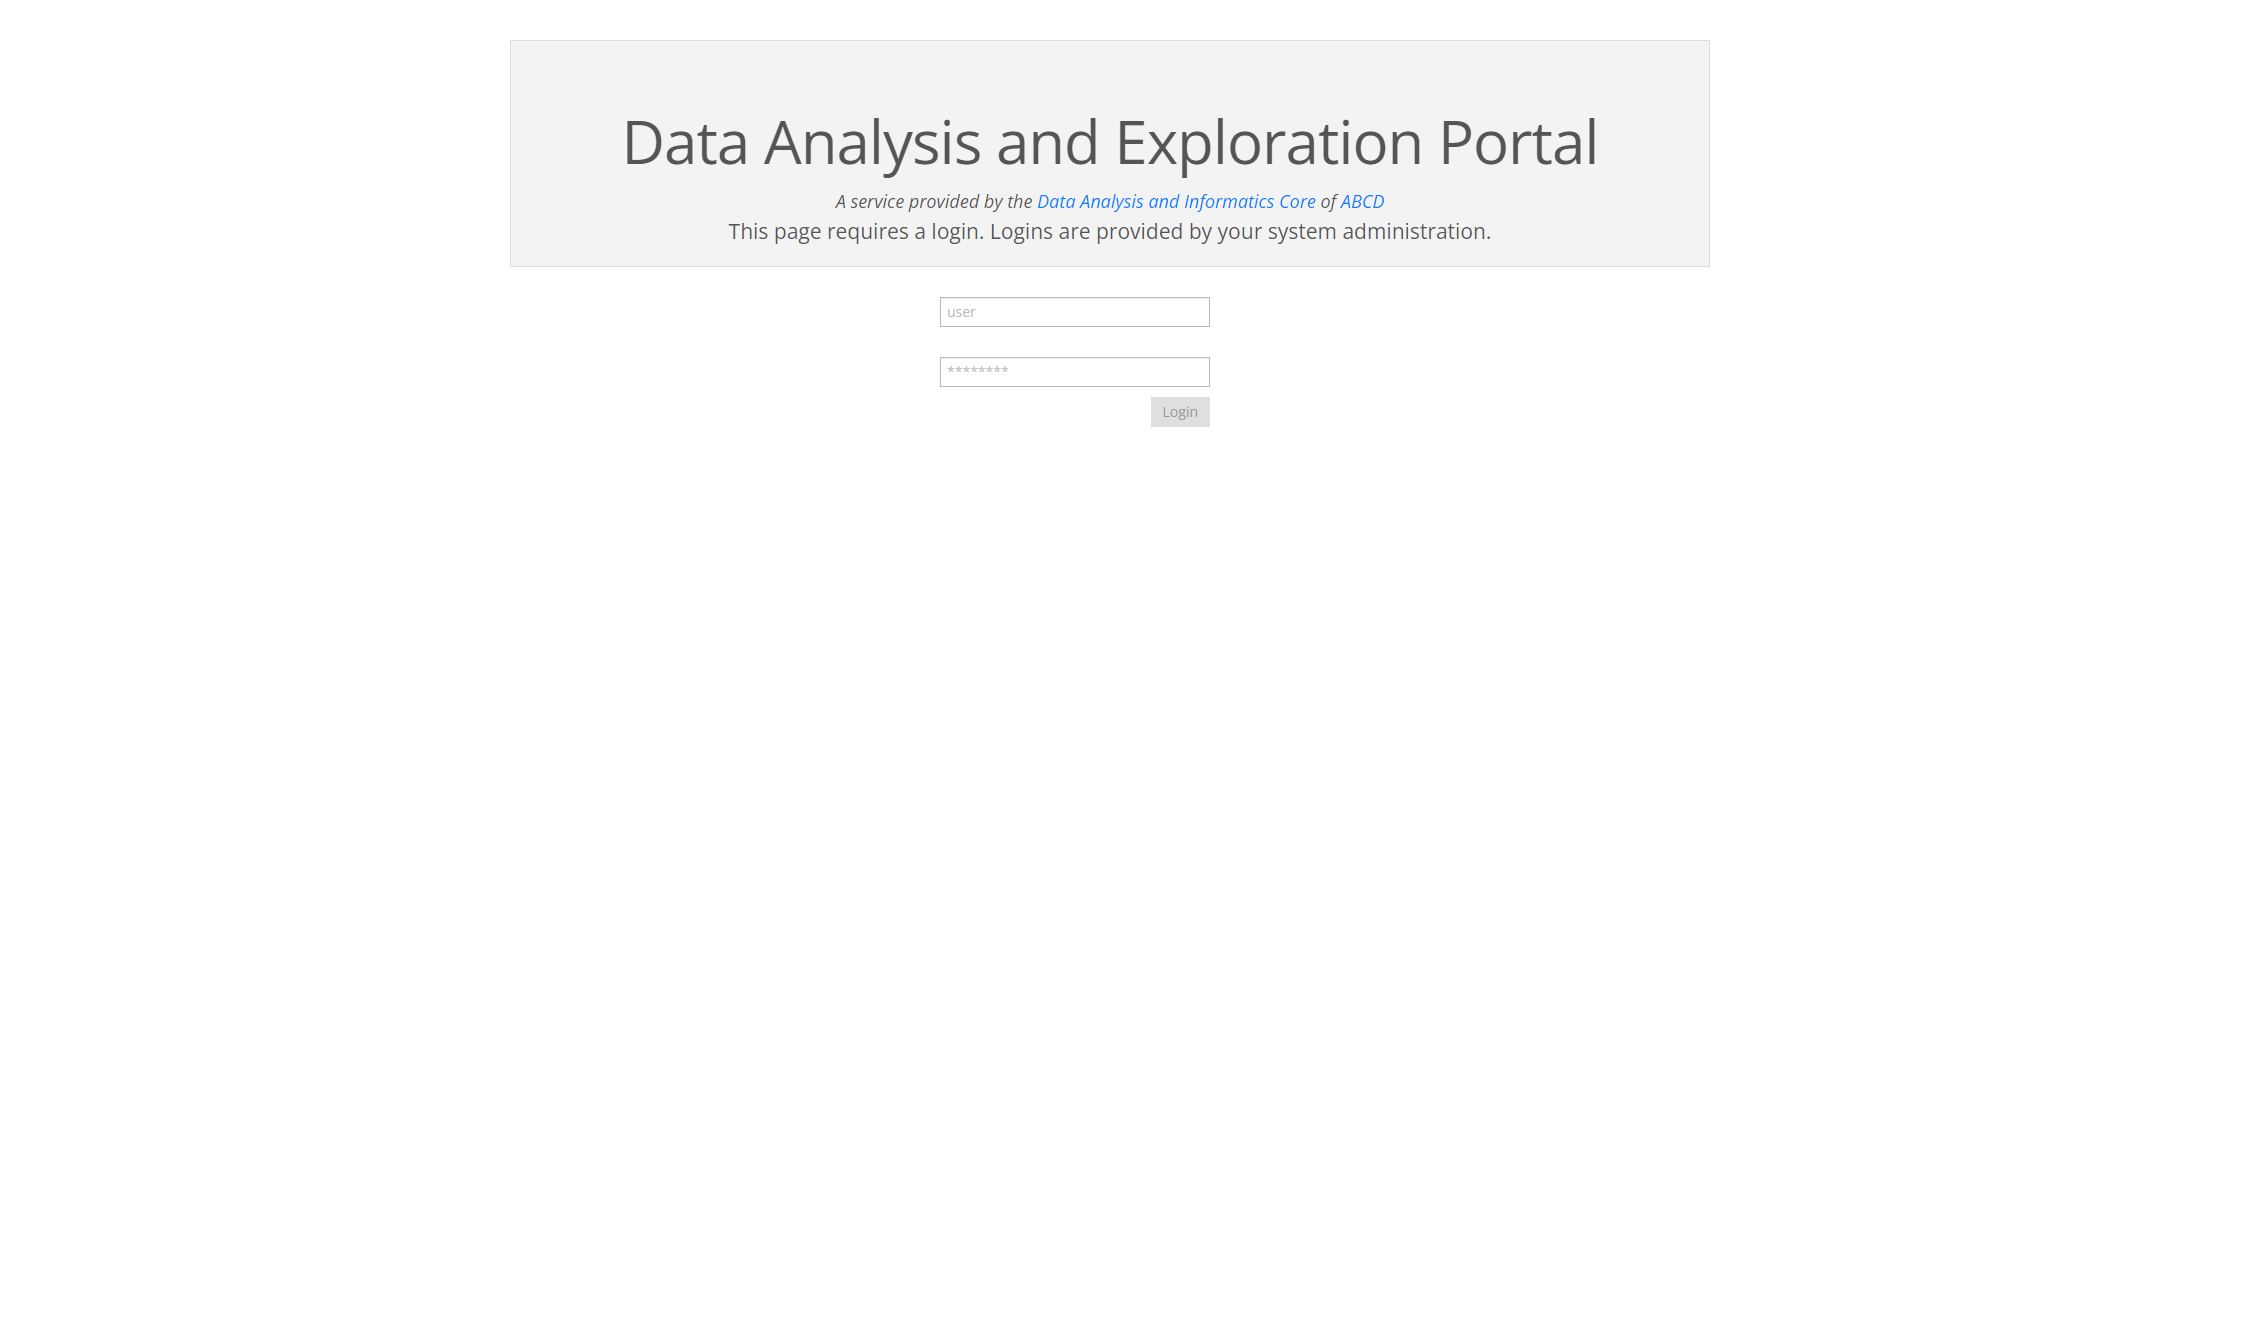 Data Analysis and Exploration Portal
A service provided by the Data Analysis and Informatics Core of ABCD
This page requires a login. Logins are provided by your system administration.
user
********
Login